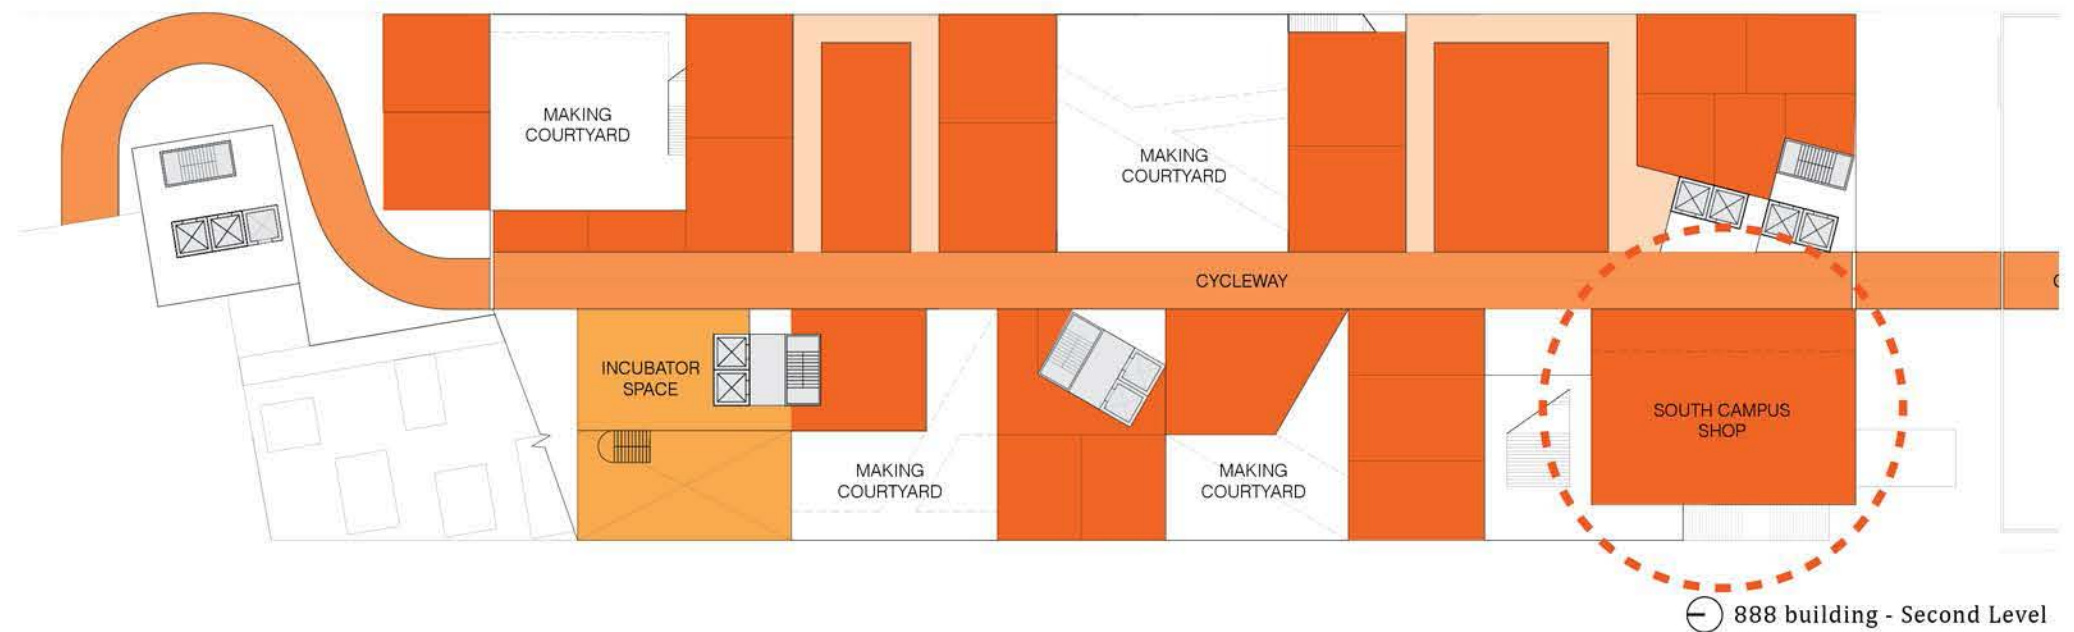 MAKING
COURTYARD
MAKING
COURTYARD
CYCLEWAY
INCUBATOR
SPACE
SOUTH CAMPUS
SHOP
MAKING
COURTYARD
MAKING
COURTYARD
888 building - Second Level